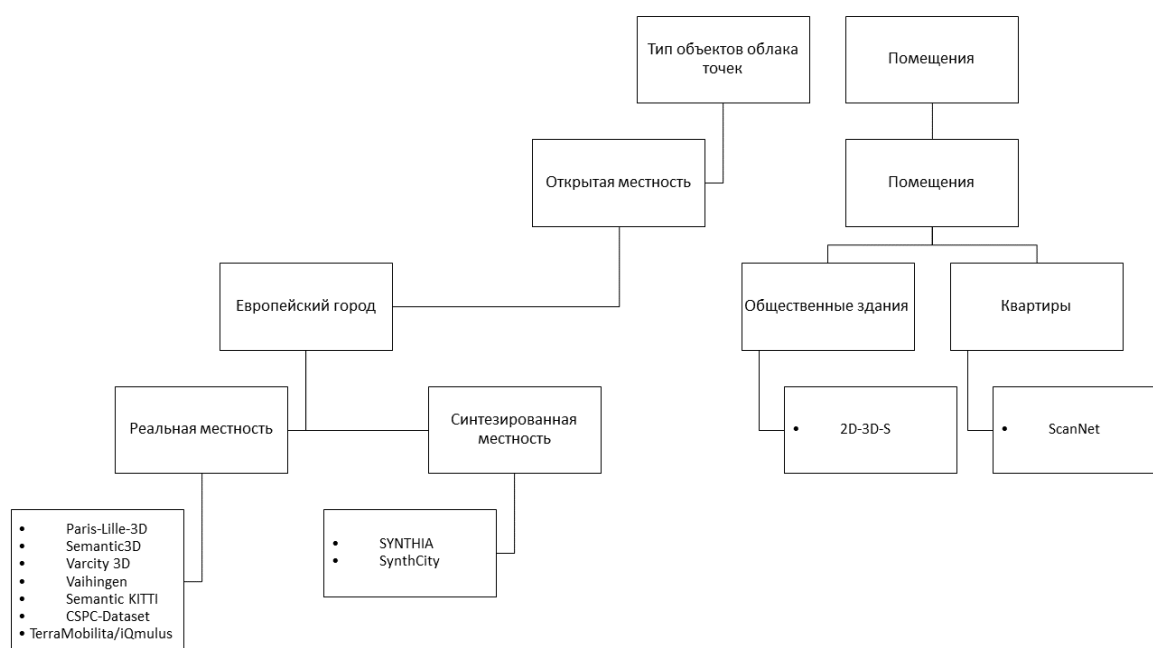 Тип объектов облака
точек
Помещения
Открытая местность
Помещения
Европейский город
Общественные здания
Квартиры
Реальная местность
Синтезированная
местность
• 2D-3D-S
• ScanNet
• Paris-Lille-3D
• Semantic3D
• Varcity 3D
• Vaihingen
• Semantic KITTI
• CSPC-Dataset
• TerraMobilita/iQmulus
• SYNTHIA
• SynthCity